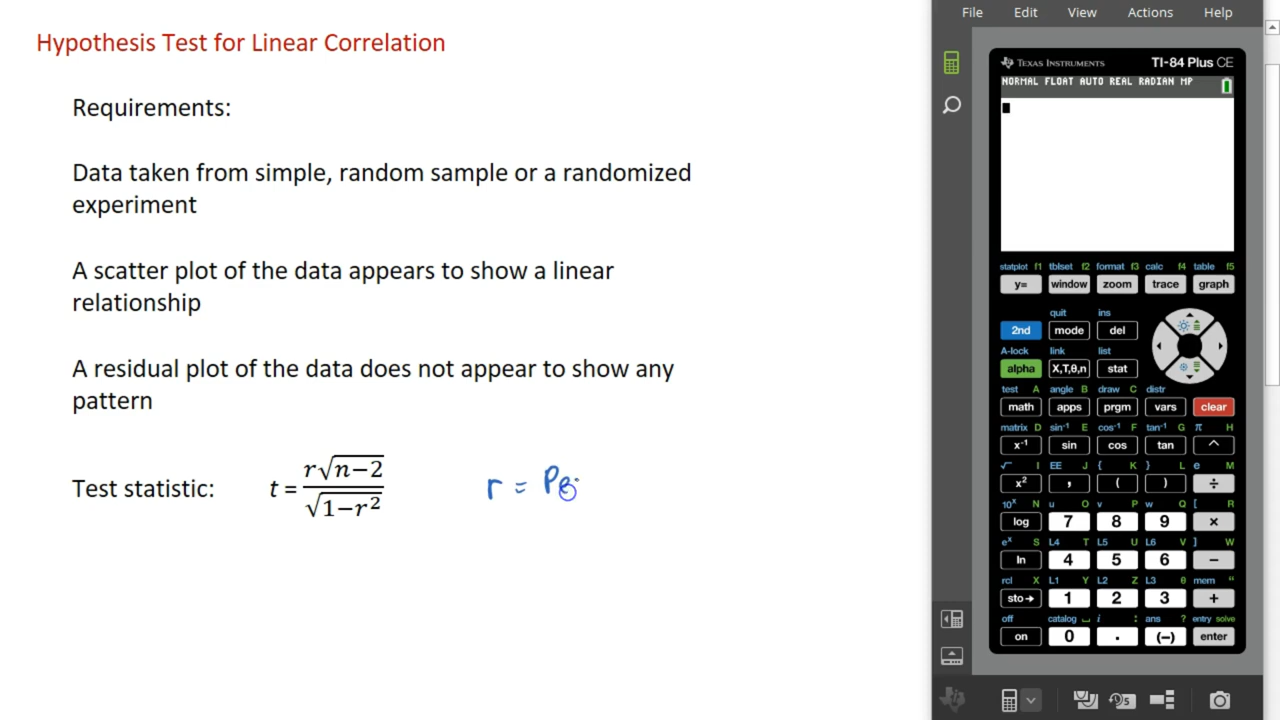 Hypothesis Test for Linear Correlation
Requirements:
Data taken from simple, random sample or a randomized
experiment
A scatter plot of the data appears to show a linear
relationship
A residual plot of the data does not appear to show any
pattern
Test statistic: t = r√n−2 / √1−r²
r = Pe
File Edit View Actions Help
TEXAS INSTRUMENTS TI-84 Plus CE
NORMAL FLOAT AUTO REAL RADIAN MP
statplot f1 tblset f2 format f3 calc f4 table f5
y= window zoom trace graph
quit ins
2nd mode del
A-lock link list
alpha X,T,θ,n stat
test A angle B draw C distr
math apps prgm vars clear
matrix D sin⁻¹ E cos⁻¹ F tan⁻¹ G π H
x⁻¹ sin cos tan ^
√ I EE J { K } L e M
x² , ( ) ÷
10ˣ N u O v P w Q [ R
log 7 8 9 ×
eˣ S L4 T L5 U L6 V ] W
ln 4 5 6 −
rcl X L1 Y L2 Z L3 θ mem "
sto→ 1 2 3 +
off catalog ⎵ i : ans ? entry solve
on 0 . (−) enter